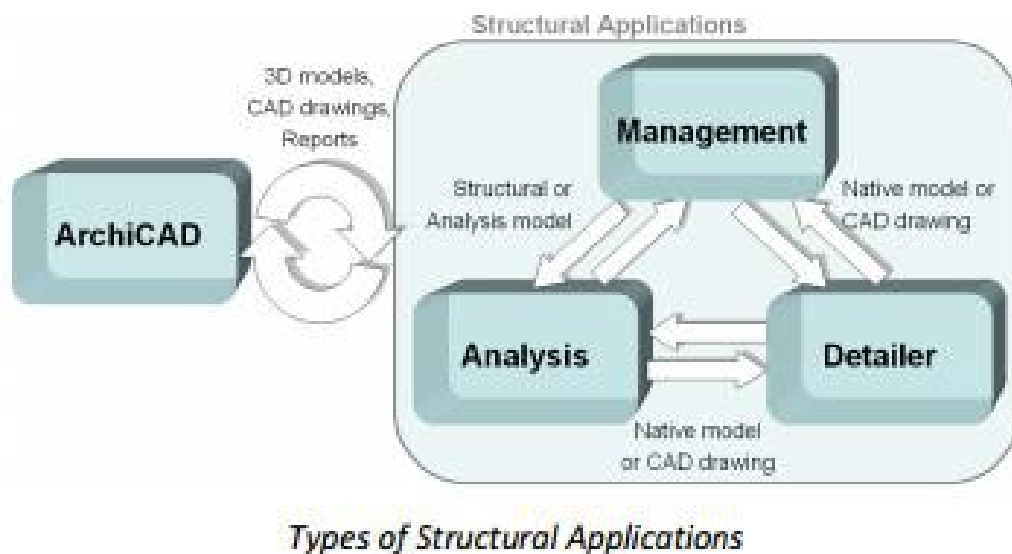 Structural Applications
3D models,
CAD drawings,
Reports
Management
ArchiCAD
Structural or
Analysis model
Native model or
CAD drawing
Analysis
Detailer
Native model
or CAD drawing
Types of Structural Applications